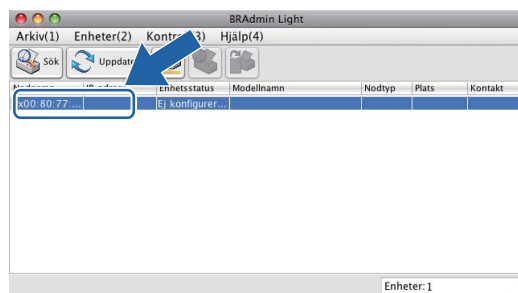 BRAdmin Light
Arkiv(1) Enheter(2) Hjälp(4)
Sök
Enhetsstatus Modellnamn Nodtyp Plats Kontakt
x00:80:77:... Ej konfigurer...
Enheter: 1